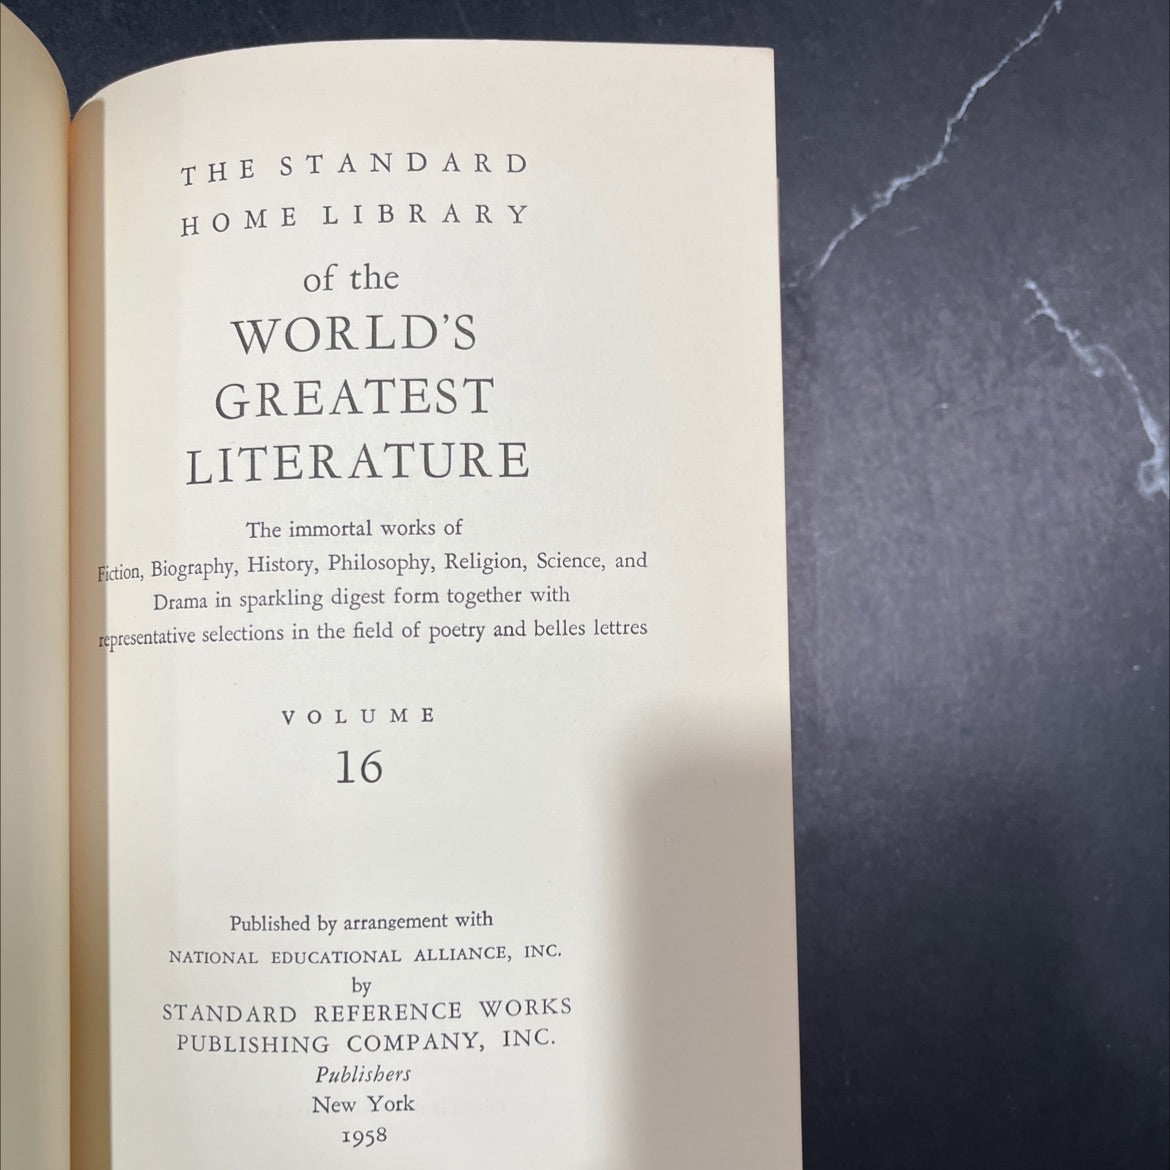 THE STANDARD
HOME LIBRARY
of the
WORLD'S
GREATEST
LITERATURE
The immortal works of
Fiction, Biography, History, Philosophy, Religion, Science, and
Drama in sparkling digest form together with
representative selections in the field of poetry and belles lettres
VOLUME
16
Published by arrangement with
NATIONAL EDUCATIONAL ALLIANCE, INC.
by
STANDARD REFERENCE WORKS
PUBLISHING COMPANY, INC.
Publishers
New York
1958